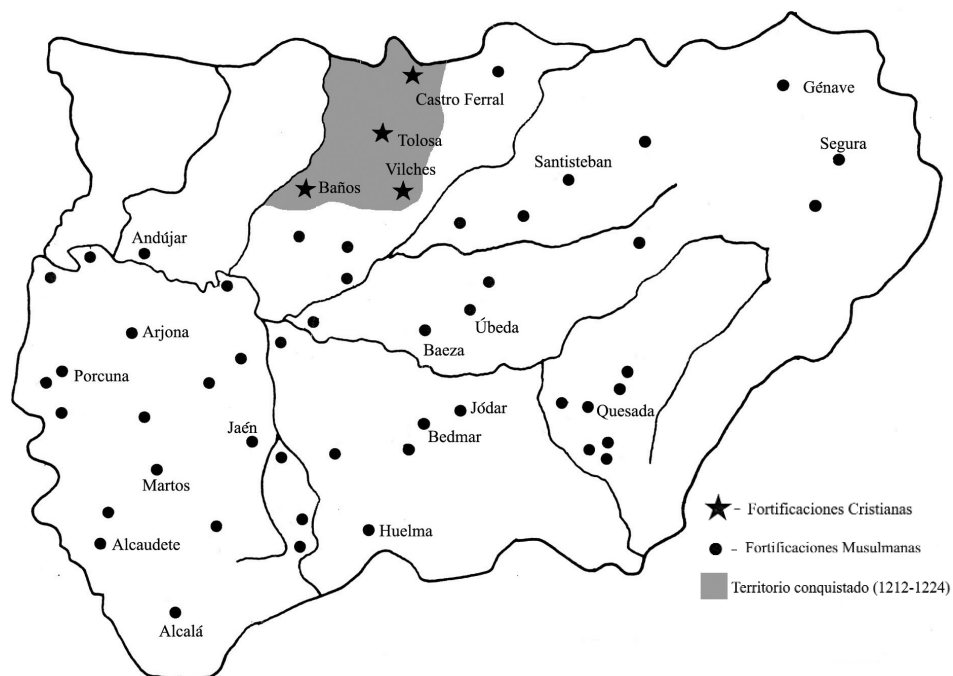 Castro Ferral
Génave
Tolosa
Segura
Vilches
Santisteban
Baños
Andújar
Arjona
Úbeda
Baeza
Porcuna
Jódar
Quesada
Jaén
Bedmar
Martos
Huelma
Alcaudete
Alcalá
- Fortificaciones Cristianas
- Fortificaciones Musulmanas
Territorio conquistado (1212-1224)